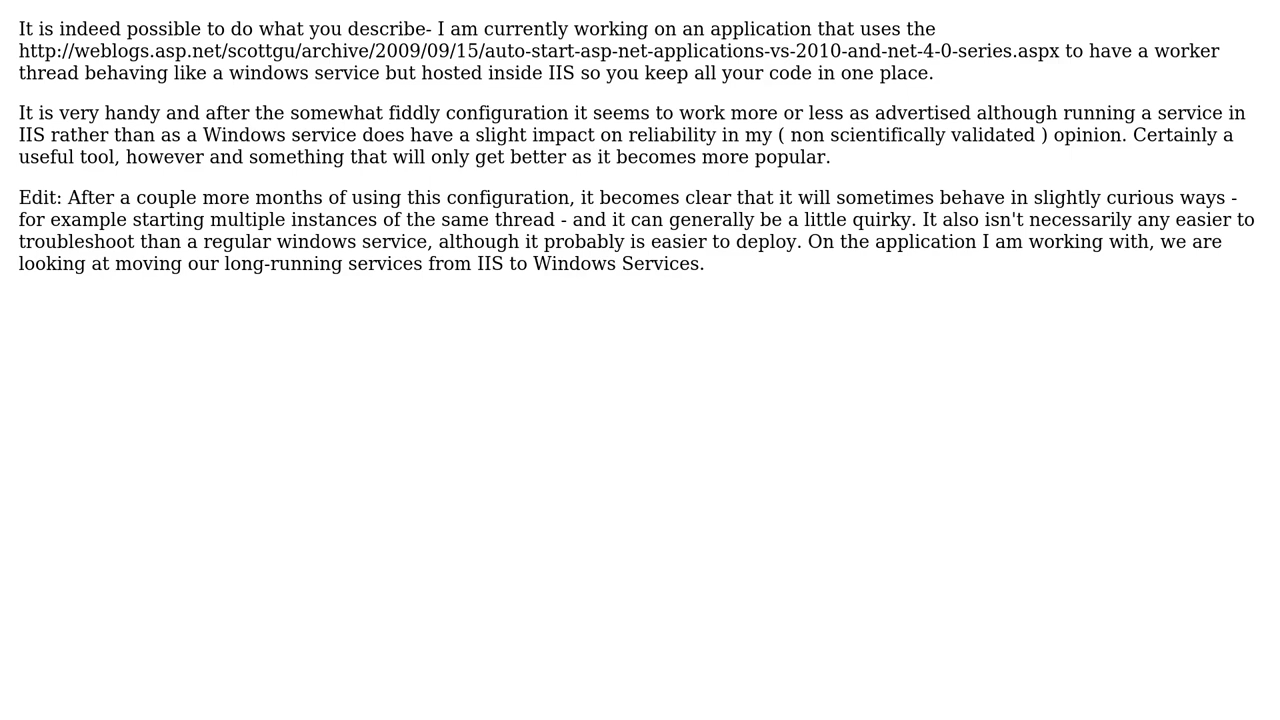 It is indeed possible to do what you describe- I am currently working on an application that uses the
http://weblogs.asp.net/scottgu/archive/2009/09/15/auto-start-asp-net-applications-vs-2010-and-net-4-0-series.aspx to have a worker
thread behaving like a windows service but hosted inside IIS so you keep all your code in one place.
It is very handy and after the somewhat fiddly configuration it seems to work more or less as advertised although running a service in
IIS rather than as a Windows service does have a slight impact on reliability in my ( non scientifically validated ) opinion. Certainly a
useful tool, however and something that will only get better as it becomes more popular.
Edit: After a couple more months of using this configuration, it becomes clear that it will sometimes behave in slightly curious ways -
for example starting multiple instances of the same thread - and it can generally be a little quirky. It also isn't necessarily any easier to
troubleshoot than a regular windows service, although it probably is easier to deploy. On the application I am working with, we are
looking at moving our long-running services from IIS to Windows Services.